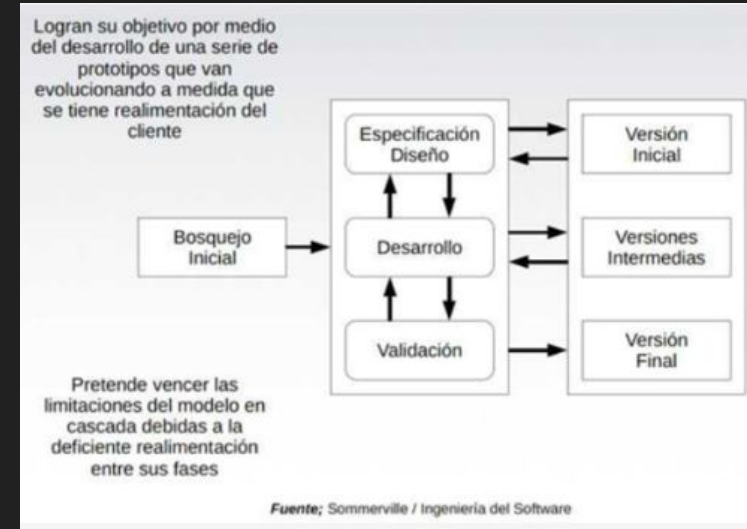 Logran su objetivo por medio
del desarrollo de una serie de
prototipos que van
evolucionando a medida que
se tiene realimentación del
cliente
Especificación
Diseño
Versión
Inicial
Bosquejo
Inicial
Desarrollo
Versiones
Intermedias
Validación
Versión
Final
Pretende vencer las
limitaciones del modelo en
cascada debidas a la
deficiente realimentación
entre sus fases
Fuente; Sommerville / Ingeniería del Software